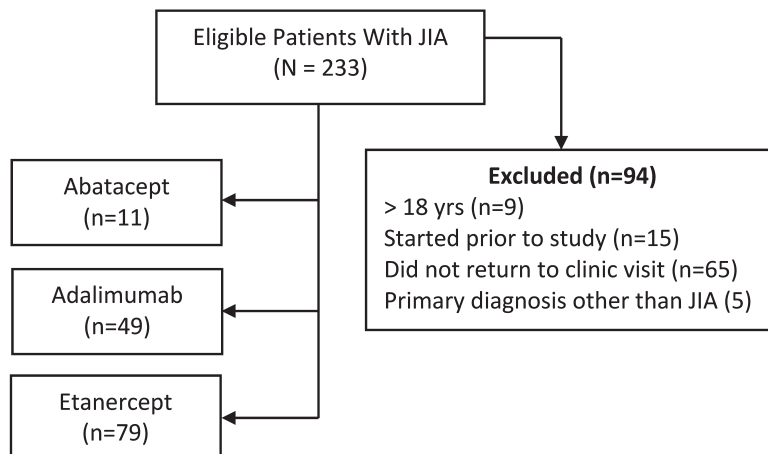 Eligible Patients With JIA
(N = 233)
Excluded (n=94)
> 18 yrs (n=9)
Started prior to study (n=15)
Did not return to clinic visit (n=65)
Primary diagnosis other than JIA (5)
Abatacept
(n=11)
Adalimumab
(n=49)
Etanercept
(n=79)